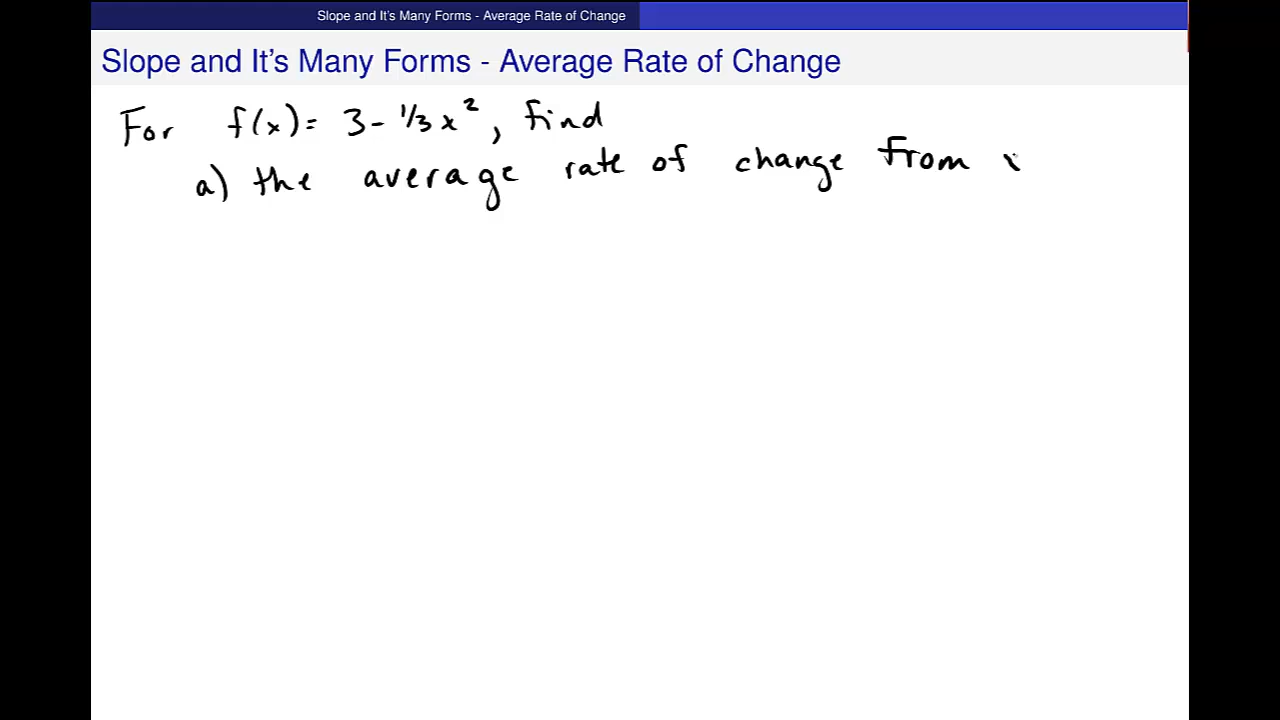 Slope and It's Many Forms - Average Rate of Change
Slope and It's Many Forms - Average Rate of Change
For f(x)= 3 - 1/3 x², find
a) the average rate of change from